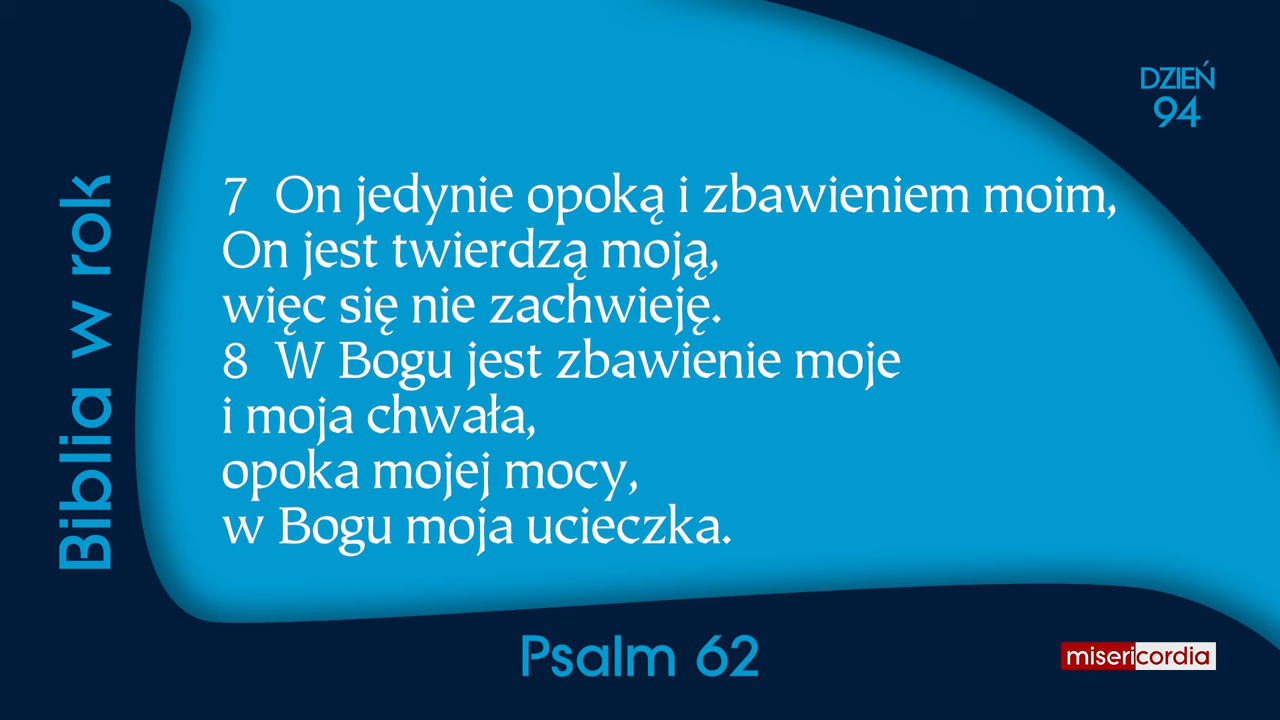 DZIEŃ
94
Biblia w rok
7 On jedynie opoką i zbawieniem moim,
On jest twierdzą moją,
więc się nie zachwieję.
8 W Bogu jest zbawienie moje
i moja chwała,
opoka mojej mocy,
w Bogu moja ucieczka.
Psalm 62
misericordia